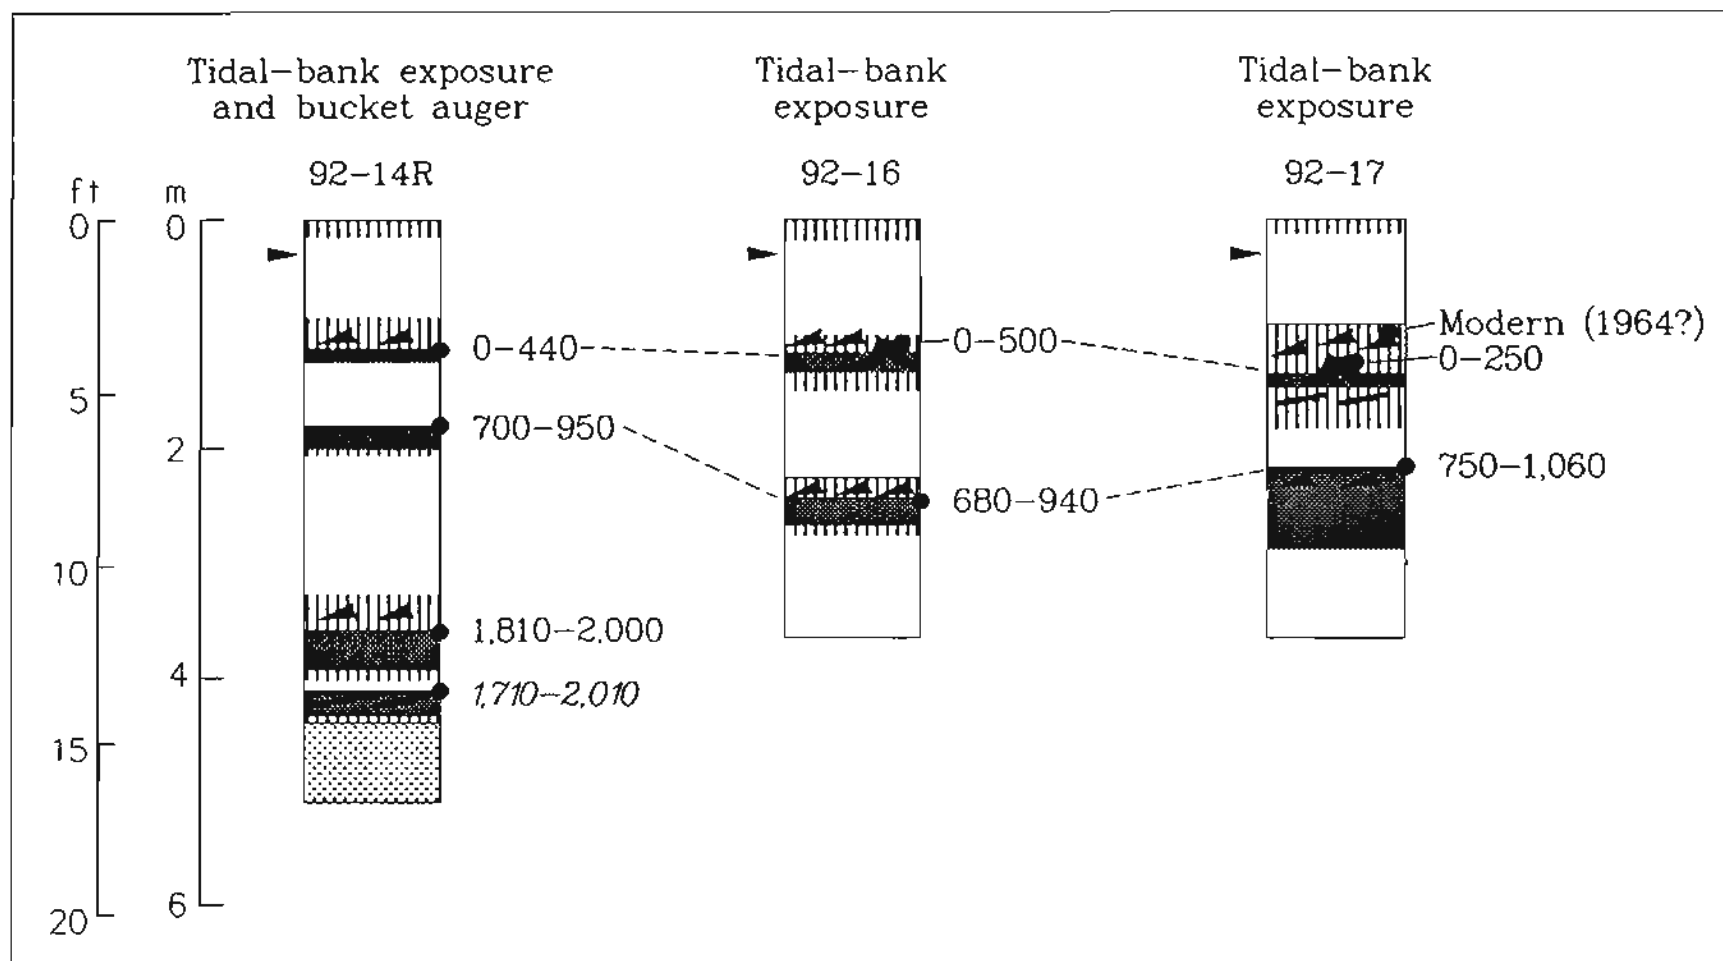 Tidal-bank exposure
and bucket auger
Tidal-bank
exposure
Tidal-bank
exposure
92-14R
92-16
92-17
ft
m
0
0
5
2
10
4
15
6
20
0-440
700-950
1,810-2,000
1,710-2,010
0-500
680-940
Modern (1964?)
0-250
750-1,060